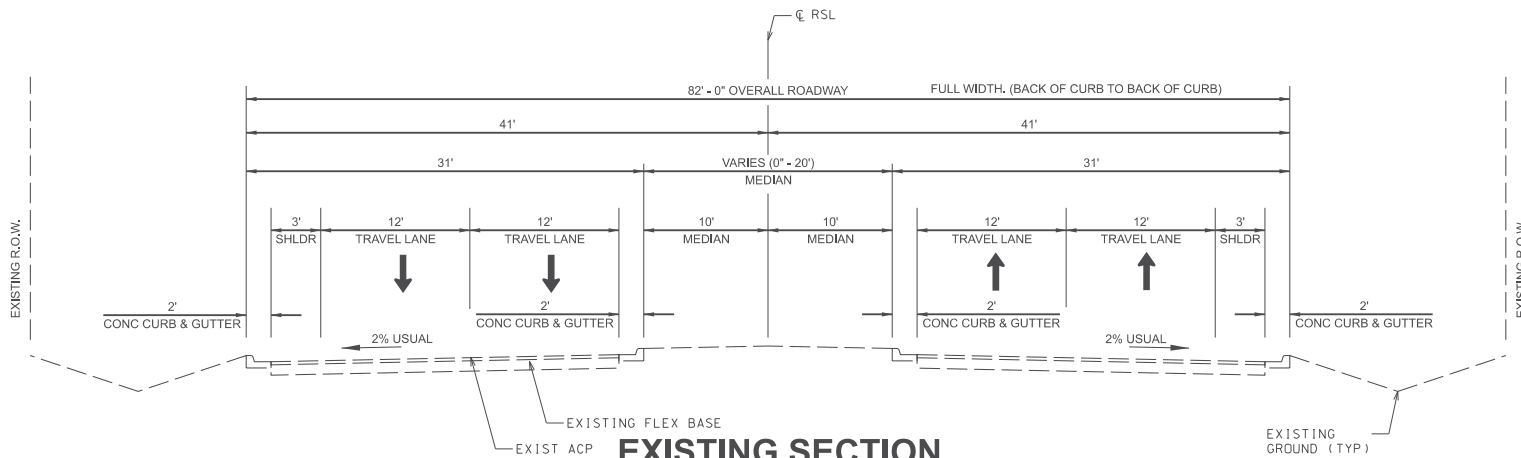 ℄ RSL
82' - 0" OVERALL ROADWAY FULL WIDTH. (BACK OF CURB TO BACK OF CURB)
41' 41'
31' VARIES (0" - 20') 31'
MEDIAN
3' 12' 12' 10' 10' 12' 12' 3'
SHLDR TRAVEL LANE TRAVEL LANE MEDIAN MEDIAN TRAVEL LANE TRAVEL LANE SHLDR
EXISTING R.O.W.
EXISTING R.O.W.
2' 2' 2' 2'
CONC CURB & GUTTER CONC CURB & GUTTER CONC CURB & GUTTER CONC CURB & GUTTER
2% USUAL 2% USUAL
EXISTING FLEX BASE
EXIST ACP
EXISTING SECTION
EXISTING
GROUND (TYP)